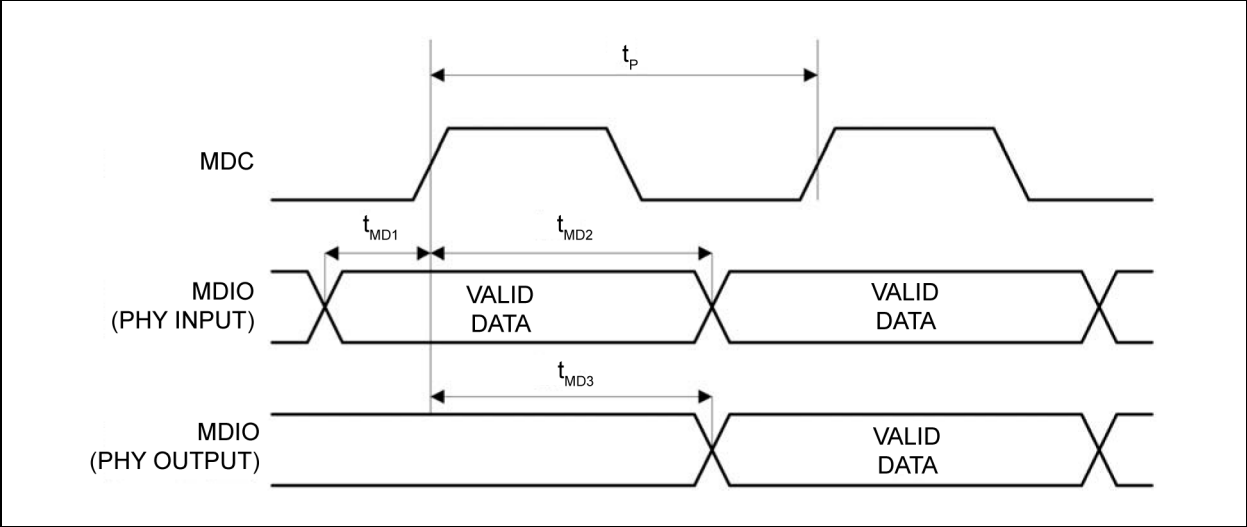 tP
MDC
tMD1
tMD2
MDIO
(PHY INPUT)
VALID
DATA
VALID
DATA
tMD3
MDIO
(PHY OUTPUT)
VALID
DATA